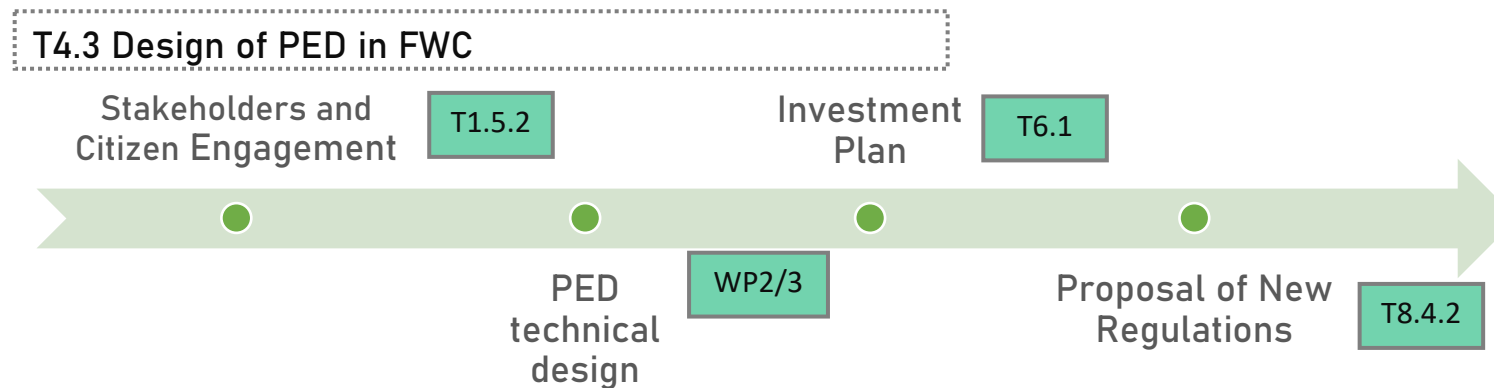 T4.3 Design of PED in FWC
Stakeholders and
Citizen Engagement
T1.5.2
Investment
Plan
T6.1
PED
technical
design
WP2/3
Proposal of New
Regulations
T8.4.2